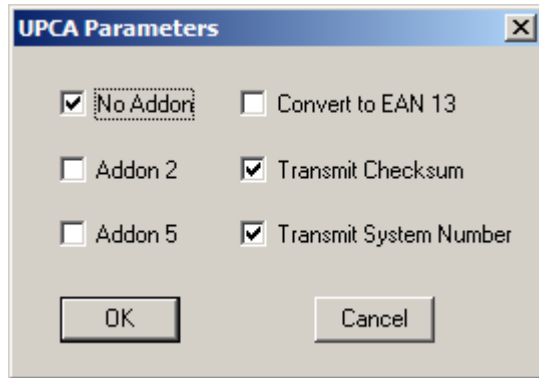 UPCA Parameters
No Addon Convert to EAN 13
Addon 2 Transmit Checksum
Addon 5 Transmit System Number
OK Cancel